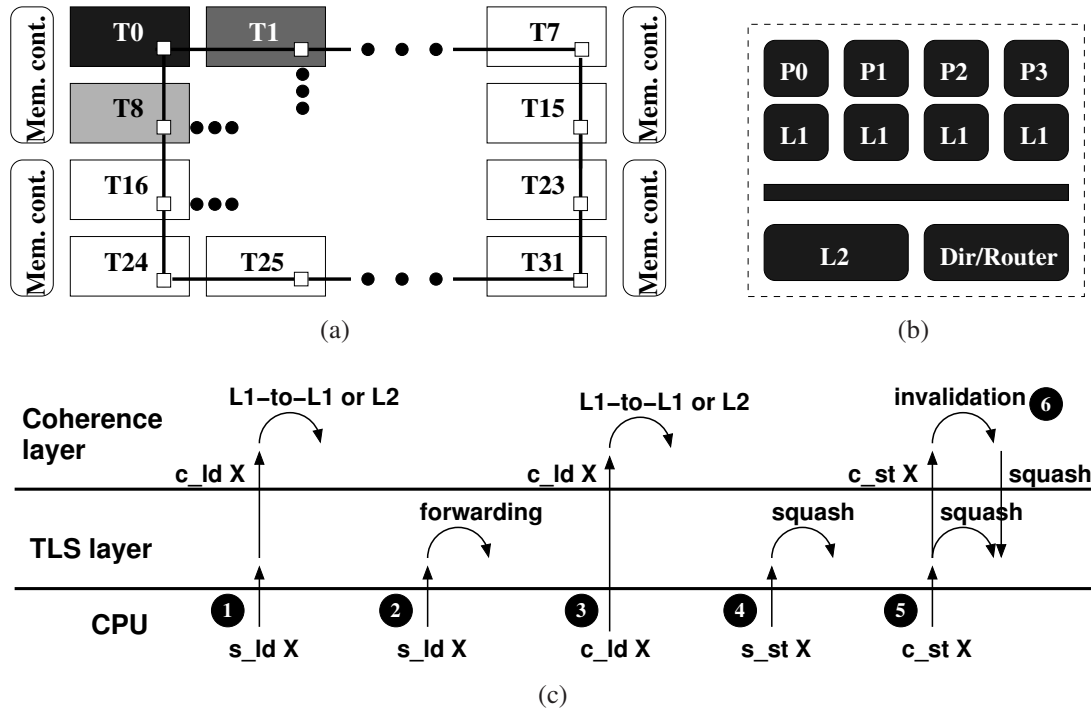 Mem. cont.
T0
T1
T7
Mem. cont.
T8
T15
Mem. cont.
T16
T23
Mem. cont.
T24
T25
T31
(a)
P0 P1 P2 P3
L1 L1 L1 L1
L2 Dir/Router
(b)
Coherence layer
L1–to–L1 or L2
L1–to–L1 or L2
invalidation 6
c_ld X
c_ld X
c_st X
squash
TLS layer
forwarding
squash
squash
CPU
1
2
3
4
5
s_ld X
s_ld X
c_ld X
s_st X
c_st X
(c)